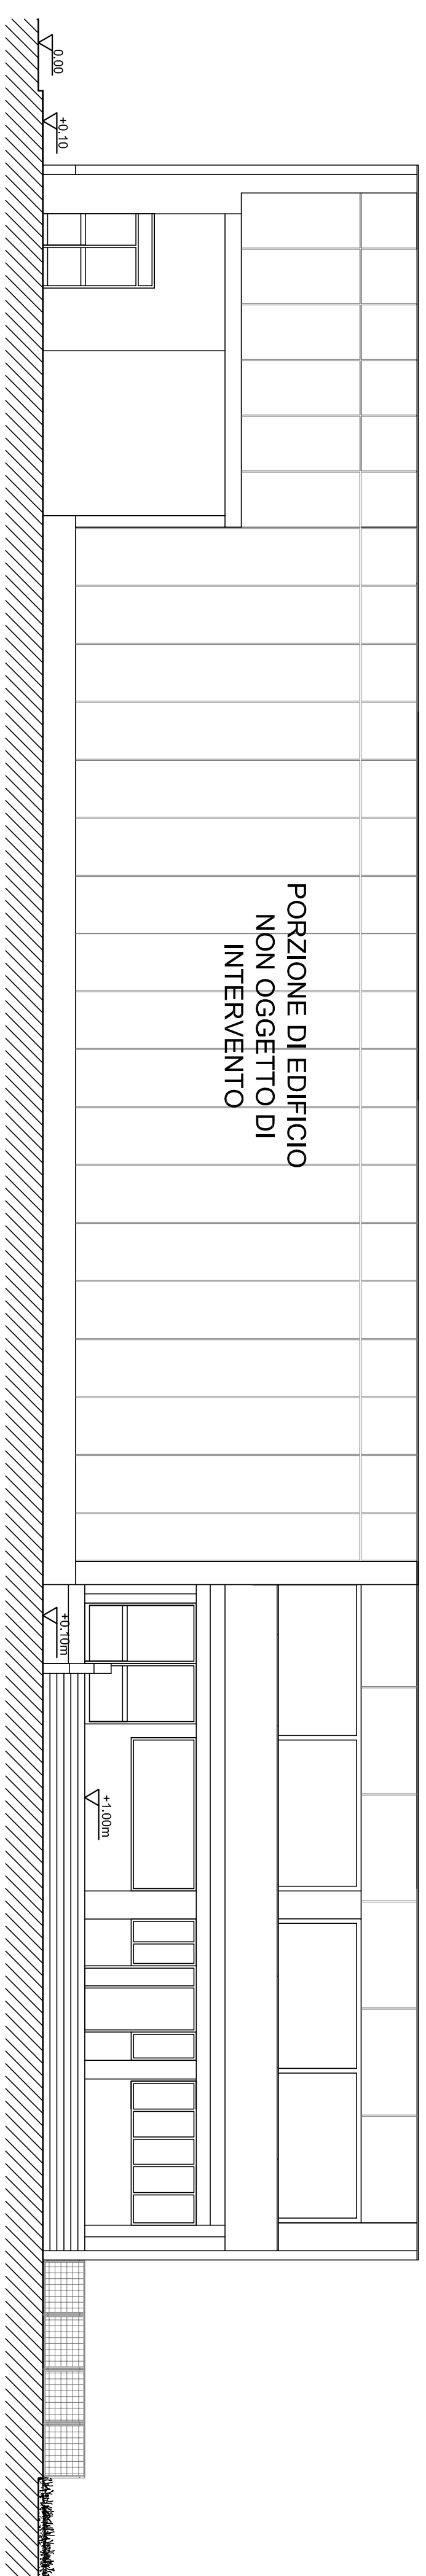 0.00
+0.10
PORZIONE DI EDIFICIO
NON OGGETTO DI
INTERVENTO
+0.10m
+1.00m